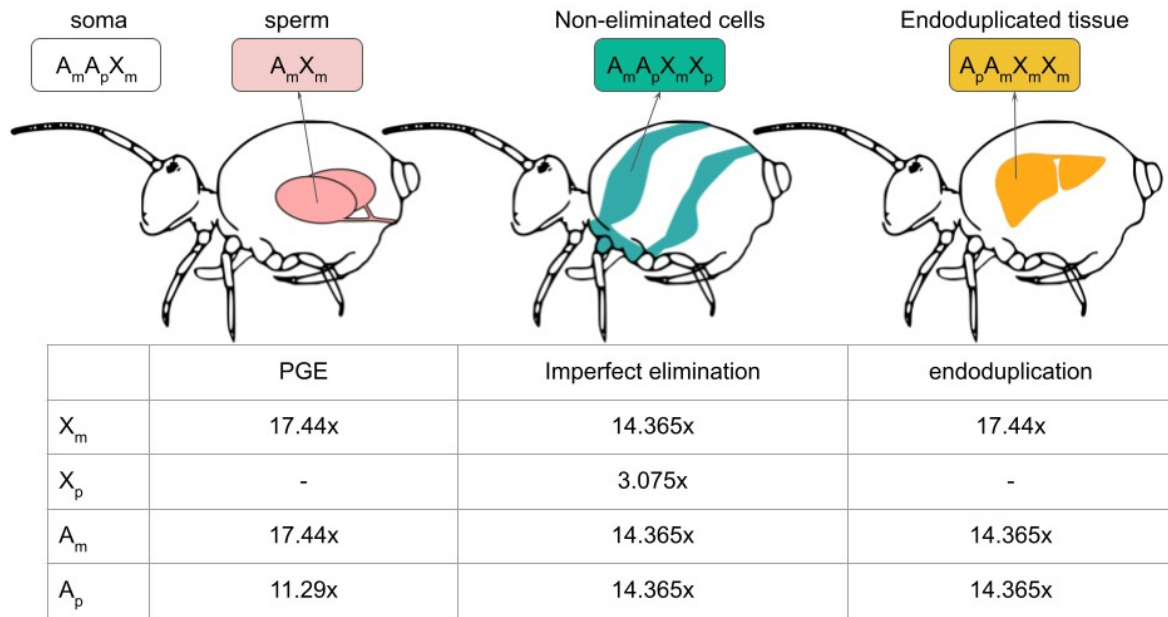 soma sperm Non-eliminated cells Endoduplicated tissue
AₘAₚXₘ AₘXₘ AₘAₚXₘXₚ AₚAₘXₘXₘ
PGE Imperfect elimination endoduplication
Xₘ 17.44x 14.365x 17.44x
Xₚ - 3.075x -
Aₘ 17.44x 14.365x 14.365x
Aₚ 11.29x 14.365x 14.365x